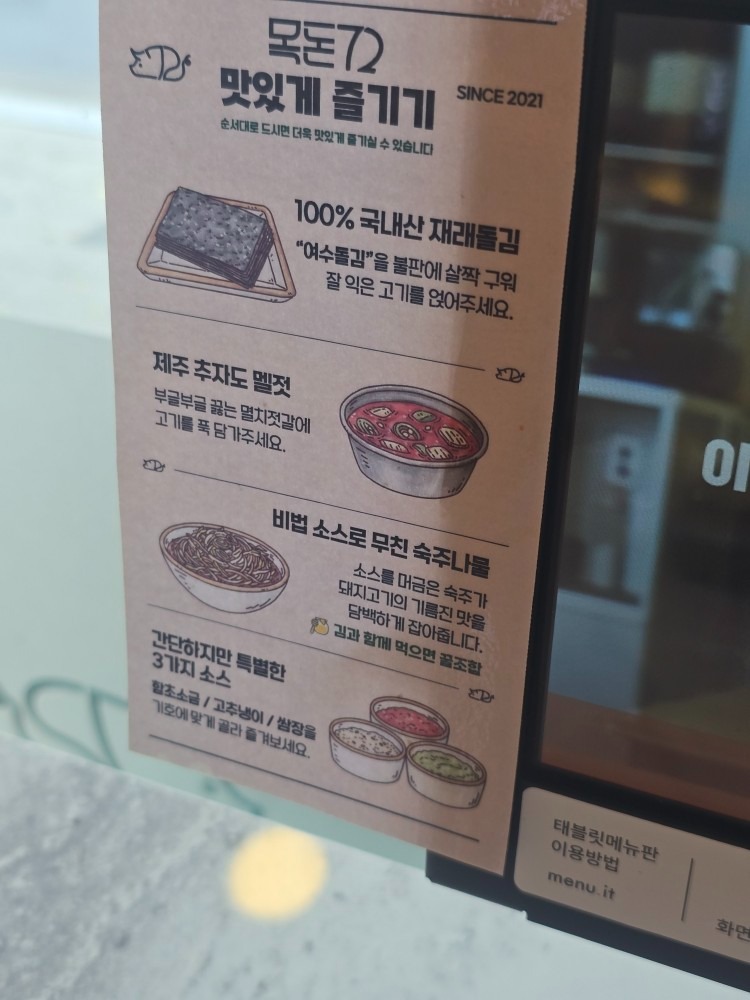 목돈72
맛있게 즐기기
SINCE 2021
순서대로 드시면 더욱 맛있게 즐기실 수 있습니다
100% 국내산 재래돌김
"여수돌김"을 불판에 살짝 구워
잘 익은 고기를 얹어주세요.
제주 추자도 멜젓
부글부글 끓는 멸치젓갈에
고기를 푹 담가주세요.
비법 소스로 무친 숙주나물
소스를 머금은 숙주가
돼지고기의 기름진 맛을
담백하게 잡아줍니다.
김과 함께 먹으면 꿀조합
간단하지만 특별한
3가지 소스
함초소금 / 고추냉이 / 쌈장을
기호에 맞게 골라 즐겨보세요.
이
태블릿메뉴판
이용방법
menu.it
화면